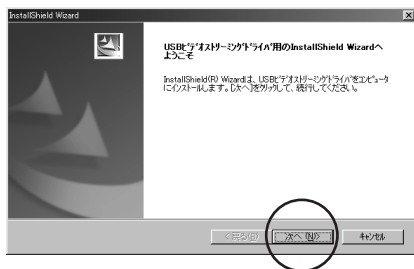 InstallShield Wizard
USBﾋﾞﾃﾞｵｽﾄﾘｰﾐﾝｸﾞﾄﾞﾗｲﾊﾞ用のInstallShield Wizardへ
ようこそ
InstallShield(R) Wizardは、USBﾋﾞﾃﾞｵｽﾄﾘｰﾐﾝｸﾞﾄﾞﾗｲﾊﾞをｺﾝﾋﾟｭｰﾀ
にｲﾝｽﾄｰﾙします。[次へ]をｸﾘｯｸして、続行してください。
< 戻る(B) 次へ (N)> ｷｬﾝｾﾙ